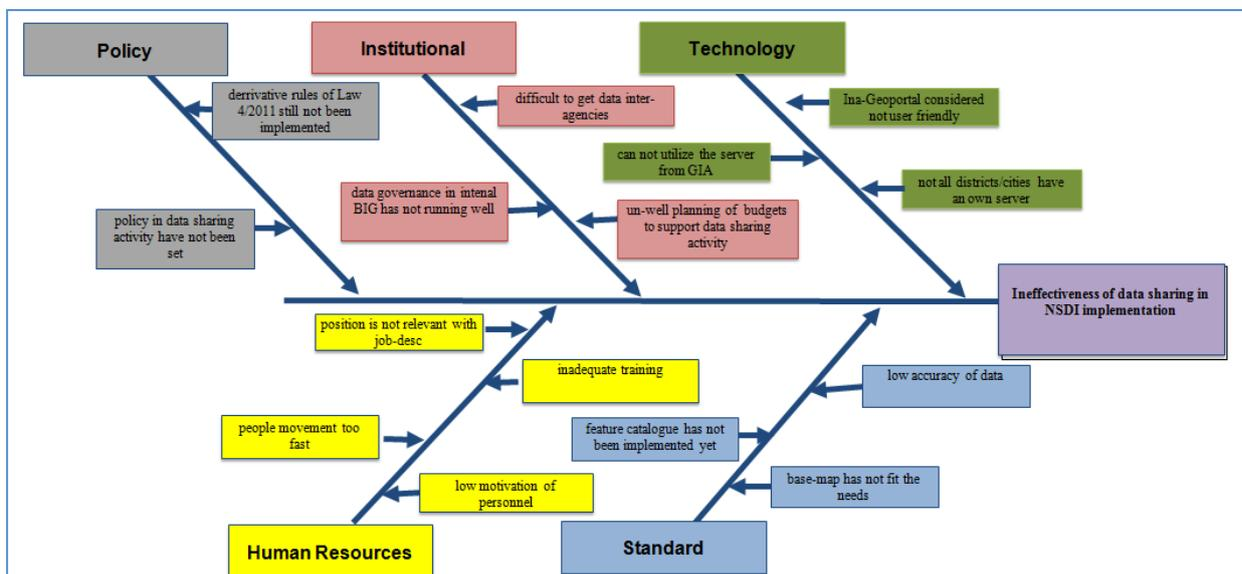 Policy
Institutional
Technology
derrivative rules of Law
4/2011 still not been
implemented
difficult to get data inter-
agencies
Ina-Geoportal considered
not user friendly
can not utilize the server
from GIA
data governance in intenal
BIG has not running well
not all districts/cities have
an own server
policy in data sharing
activity have not been
set
un-well planning of budgets
to support data sharing
activity
Ineffectiveness of data sharing in
NSDI implementation
position is not relevant with
job-desc
inadequate training
low accuracy of data
people movement too
fast
feature catalogue has not
been implemented yet
low motivation of
personnel
base-map has not fit the
needs
Human Resources
Standard